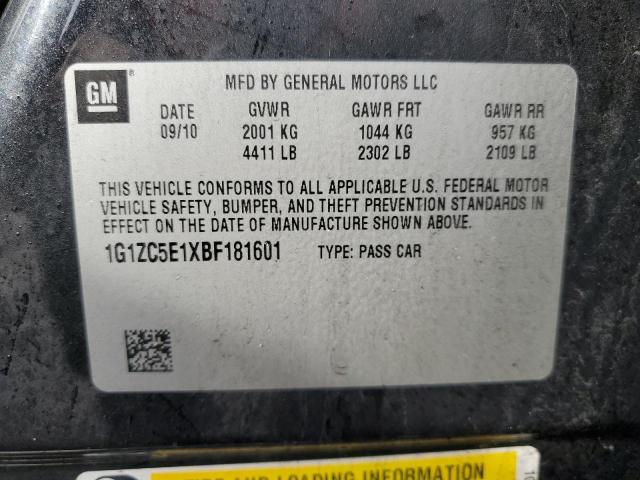 GM
MFD BY GENERAL MOTORS LLC
DATE GVWR GAWR FRT GAWR RR
09/10 2001 KG 1044 KG 957 KG
4411 LB 2302 LB 2109 LB
THIS VEHICLE CONFORMS TO ALL APPLICABLE U.S. FEDERAL MOTOR
VEHICLE SAFETY, BUMPER, AND THEFT PREVENTION STANDARDS IN
EFFECT ON THE DATE OF MANUFACTURE SHOWN ABOVE.
1G1ZC5E1XBF181601 TYPE: PASS CAR
TIRE AND LOADING INFORMATION